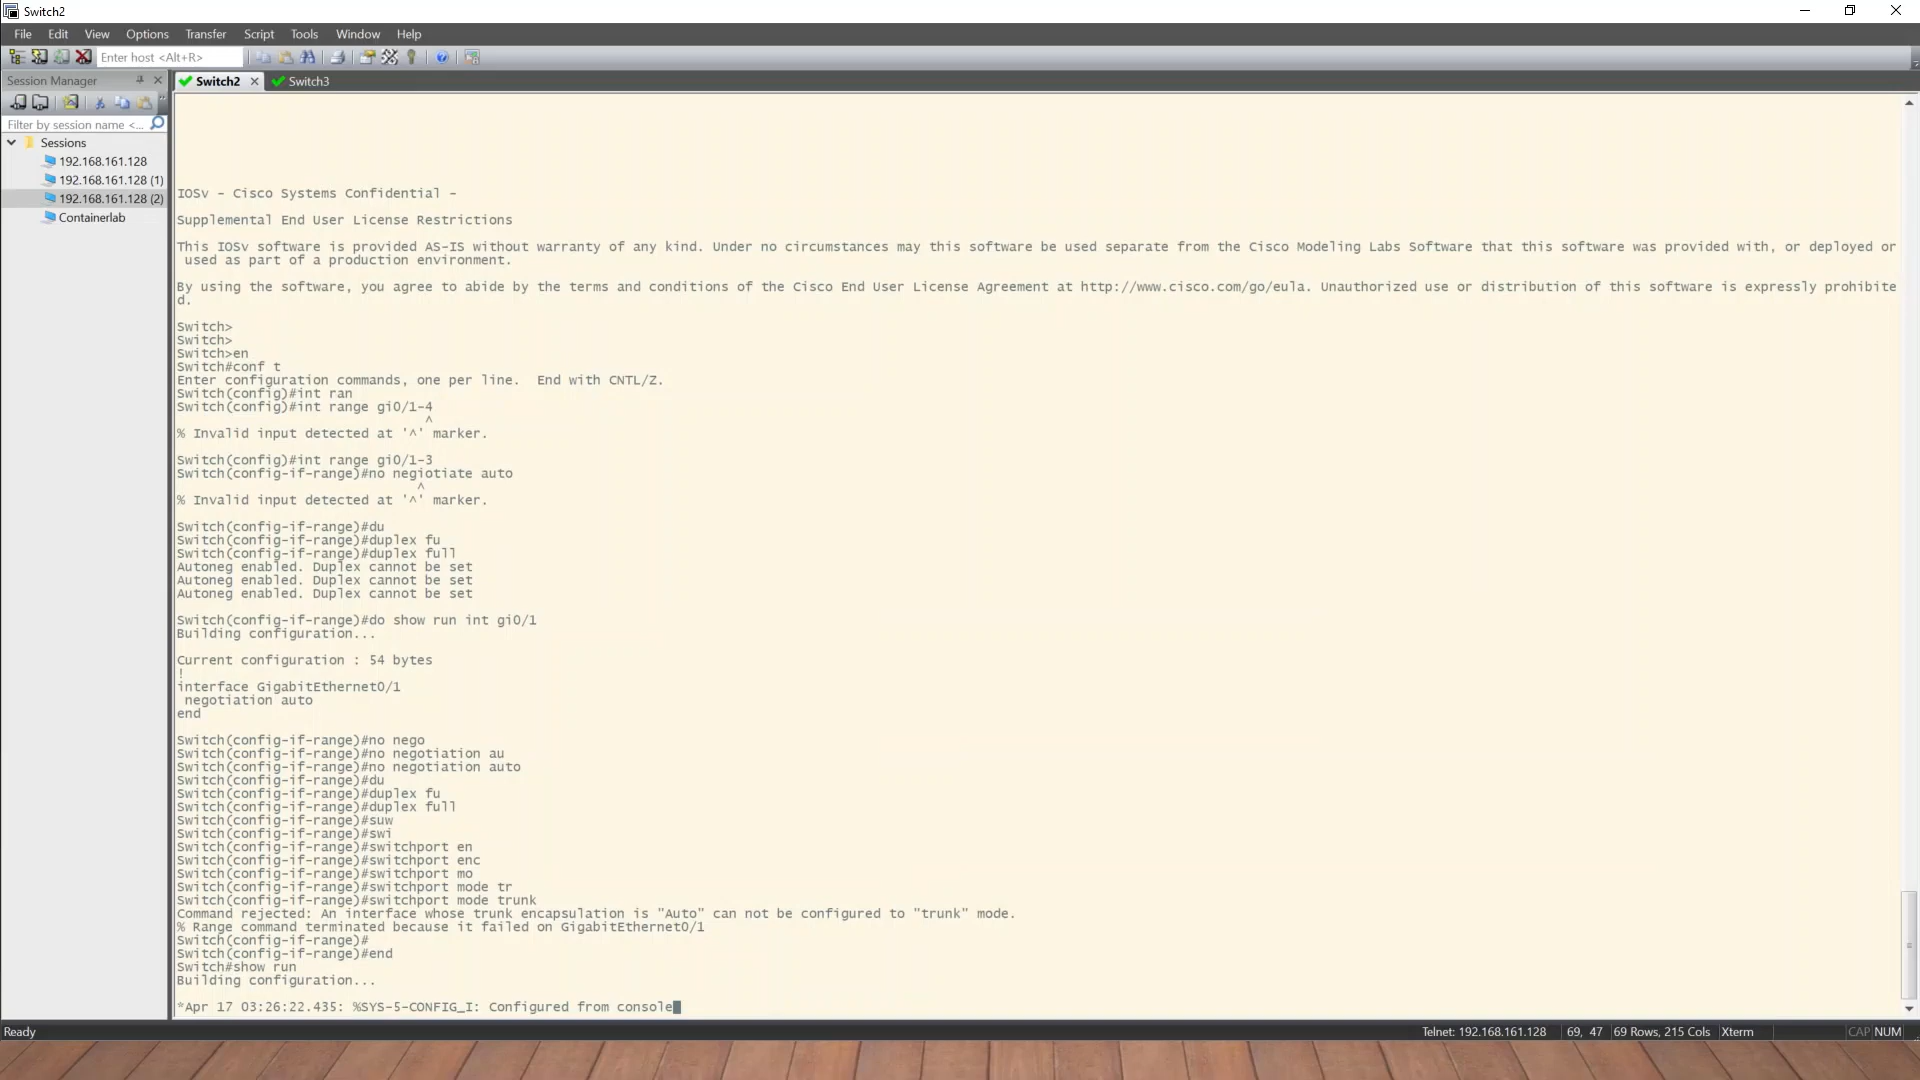 Switch2
File Edit View Options Transfer Script Tools Window Help
Enter host <Alt+R>
Session Manager
Switch2
Switch3
Filter by session name <...
Sessions
192.168.161.128
192.168.161.128 (1)
192.168.161.128 (2)
Containerlab
IOSv - Cisco Systems Confidential -
Supplemental End User License Restrictions
This IOSv software is provided AS-IS without warranty of any kind. Under no circumstances may this software be used separate from the Cisco Modeling Labs Software that this software was provided with, or deployed or
used as part of a production environment.
By using the software, you agree to abide by the terms and conditions of the Cisco End User License Agreement at http://www.cisco.com/go/eula. Unauthorized use or distribution of this software is expressly prohibite
d.
Switch>
Switch>
Switch>en
Switch#conf t
Enter configuration commands, one per line.  End with CNTL/Z.
Switch(config)#int ran
Switch(config)#int range gi0/1-4
^
% Invalid input detected at '^' marker.
Switch(config)#int range gi0/1-3
Switch(config-if-range)#no negiotiate auto
^
% Invalid input detected at '^' marker.
Switch(config-if-range)#du
Switch(config-if-range)#duplex fu
Switch(config-if-range)#duplex full
Autoneg enabled. Duplex cannot be set
Autoneg enabled. Duplex cannot be set
Autoneg enabled. Duplex cannot be set
Switch(config-if-range)#do show run int gi0/1
Building configuration...
Current configuration : 54 bytes
!
interface GigabitEthernet0/1
negotiation auto
end
Switch(config-if-range)#no nego
Switch(config-if-range)#no negotiation au
Switch(config-if-range)#no negotiation auto
Switch(config-if-range)#du
Switch(config-if-range)#duplex fu
Switch(config-if-range)#duplex full
Switch(config-if-range)#suw
Switch(config-if-range)#swi
Switch(config-if-range)#switchport en
Switch(config-if-range)#switchport enc
Switch(config-if-range)#switchport mo
Switch(config-if-range)#switchport mode tr
Switch(config-if-range)#switchport mode trunk
Command rejected: An interface whose trunk encapsulation is "Auto" can not be configured to "trunk" mode.
% Range command terminated because it failed on GigabitEthernet0/1
Switch(config-if-range)#
Switch(config-if-range)#end
Switch#show run
Building configuration...
*Apr 17 03:26:22.435: %SYS-5-CONFIG_I: Configured from console
Ready
Telnet: 192.168.161.128 69, 47 69 Rows, 215 Cols Xterm CAP NUM